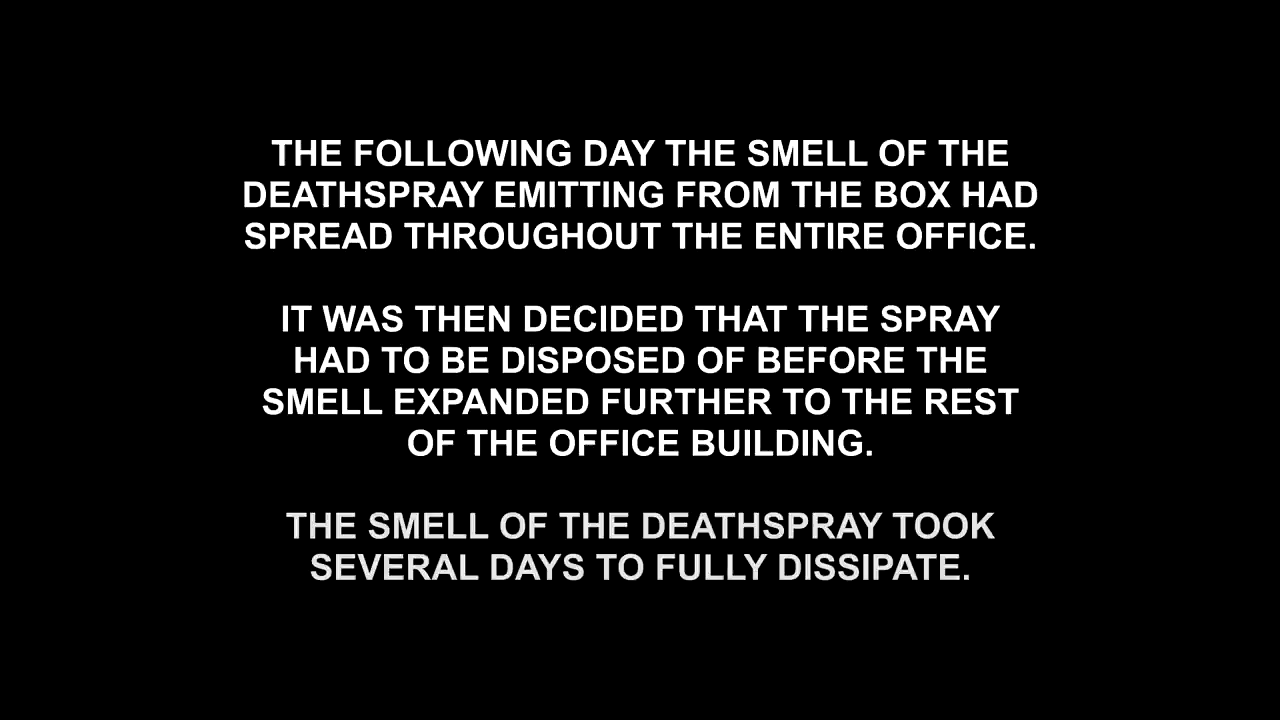 THE FOLLOWING DAY THE SMELL OF THE
DEATHSPRAY EMITTING FROM THE BOX HAD
SPREAD THROUGHOUT THE ENTIRE OFFICE.
IT WAS THEN DECIDED THAT THE SPRAY
HAD TO BE DISPOSED OF BEFORE THE
SMELL EXPANDED FURTHER TO THE REST
OF THE OFFICE BUILDING.
THE SMELL OF THE DEATHSPRAY TOOK
SEVERAL DAYS TO FULLY DISSIPATE.